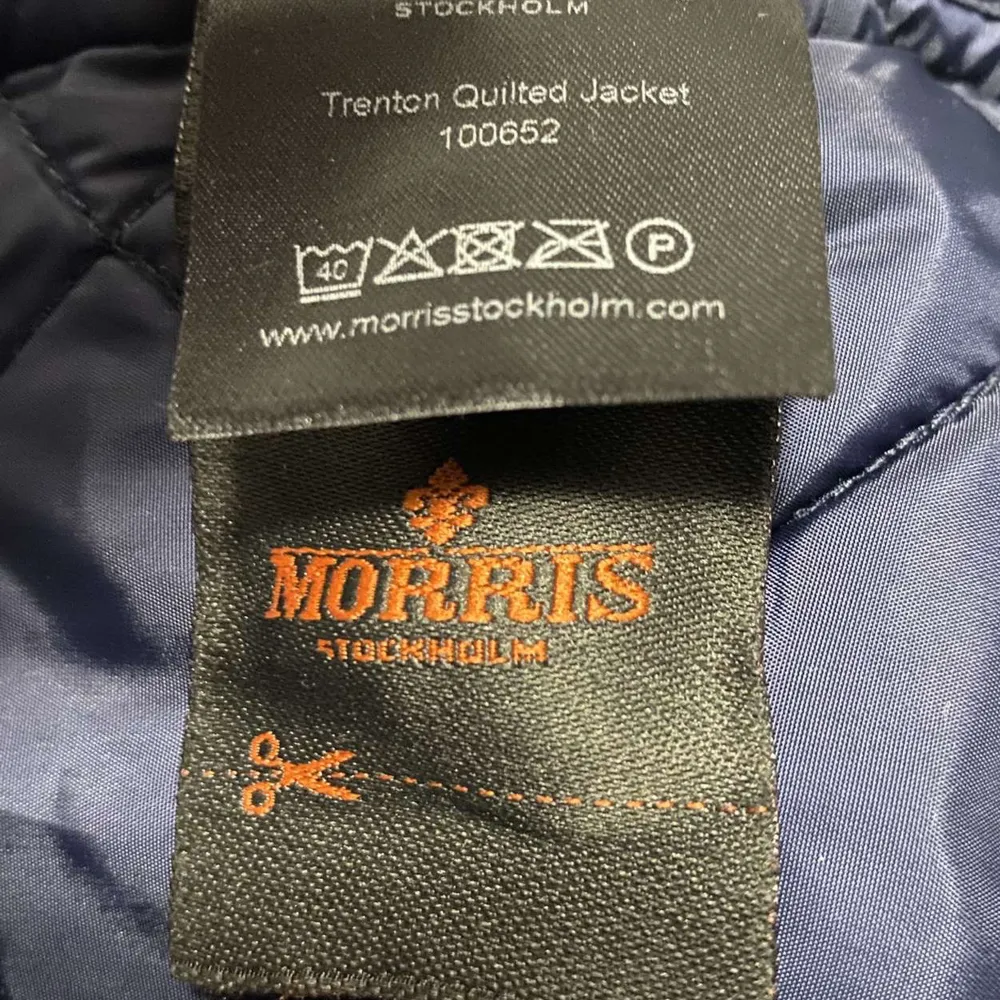 STOCKHOLM
Trenton Quilted Jacket
100652
40 P
www.morrisstockholm.com
MORRIS
STOCKHOLM